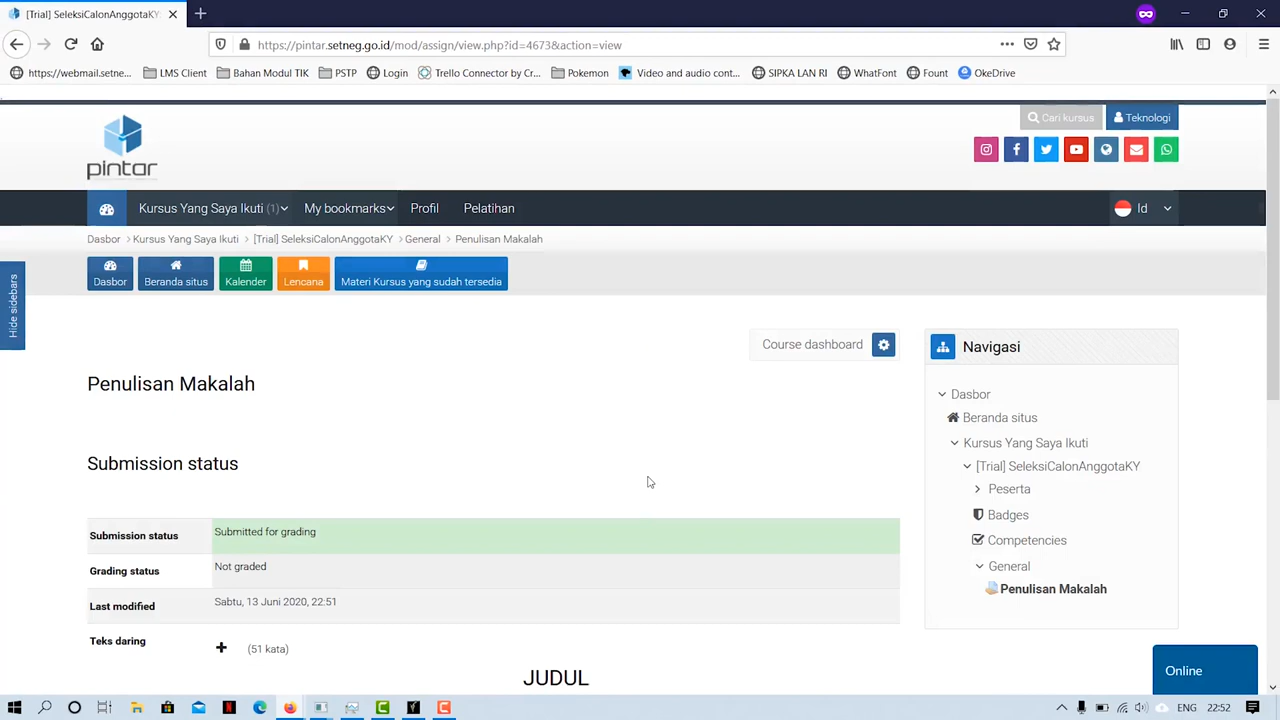 [Trial] SeleksiCalonAnggotaKY
https://pintar.setneg.go.id/mod/assign/view.php?id=4673&action=view
https://webmail.setne... LMS Client Bahan Modul TIK PSTP Login Trello Connector by Cr... Pokemon Video and audio cont... SIPKA LAN RI WhatFont Fount OkeDrive
Cari kursus Teknologi
pintar
Kursus Yang Saya Ikuti (1) My bookmarks Profil Pelatihan Id
Dasbor > Kursus Yang Saya Ikuti > [Trial] SeleksiCalonAnggotaKY > General > Penulisan Makalah
Dasbor Beranda situs Kalender Lencana Materi Kursus yang sudah tersedia
Hide sidebars
Course dashboard
Penulisan Makalah
Submission status
Submission status Submitted for grading
Grading status Not graded
Last modified Sabtu, 13 Juni 2020, 22:51
Teks daring (51 kata)
JUDUL
Navigasi
Dasbor
Beranda situs
Kursus Yang Saya Ikuti
[Trial] SeleksiCalonAnggotaKY
Peserta
Badges
Competencies
General
Penulisan Makalah
Online
ENG 22:52